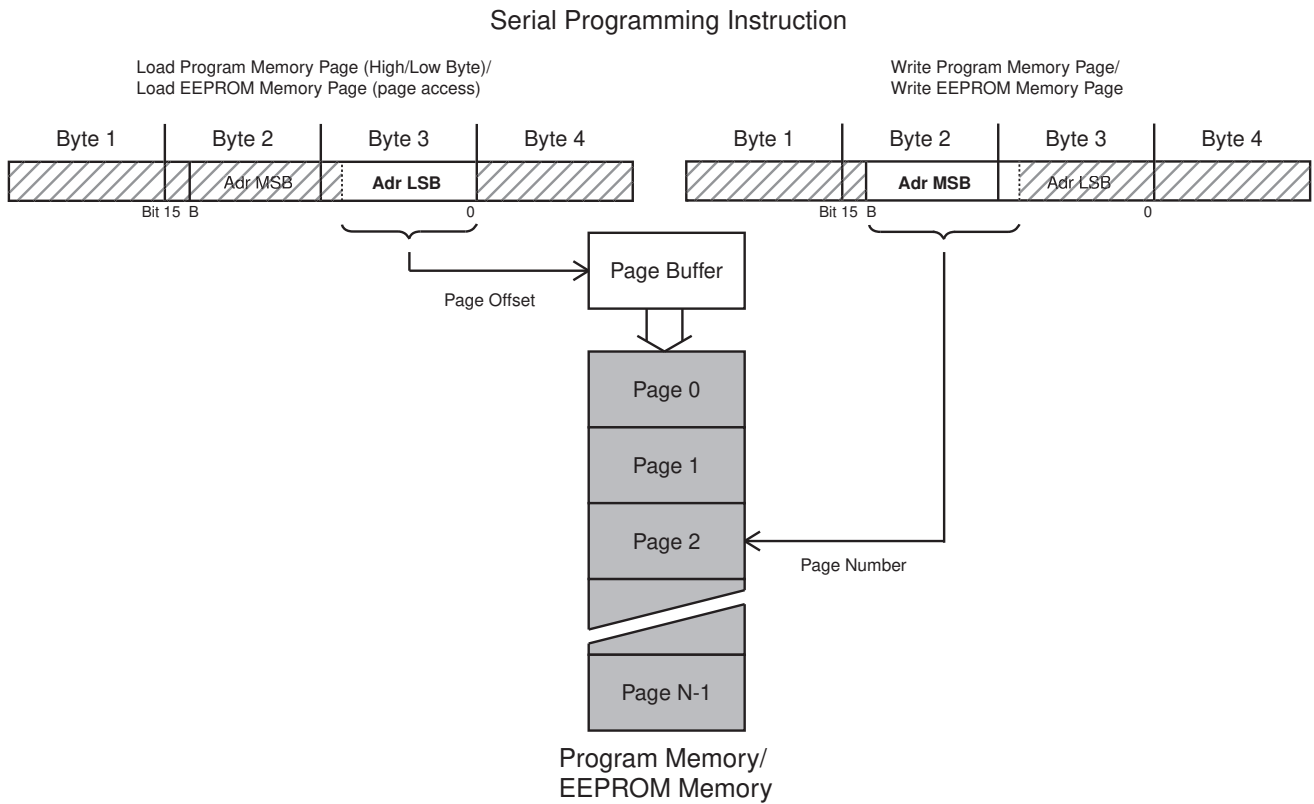 Serial Programming Instruction
Load Program Memory Page (High/Low Byte)/
Load EEPROM Memory Page (page access)
Write Program Memory Page/
Write EEPROM Memory Page
Byte 1 Byte 2 Byte 3 Byte 4
Byte 1 Byte 2 Byte 3 Byte 4
Adr MSB Adr LSB
Adr MSB Adr LSB
Bit 15 B 0
Bit 15 B 0
Page Buffer
Page Offset
Page 0
Page 1
Page 2
Page Number
Page N-1
Program Memory/
EEPROM Memory